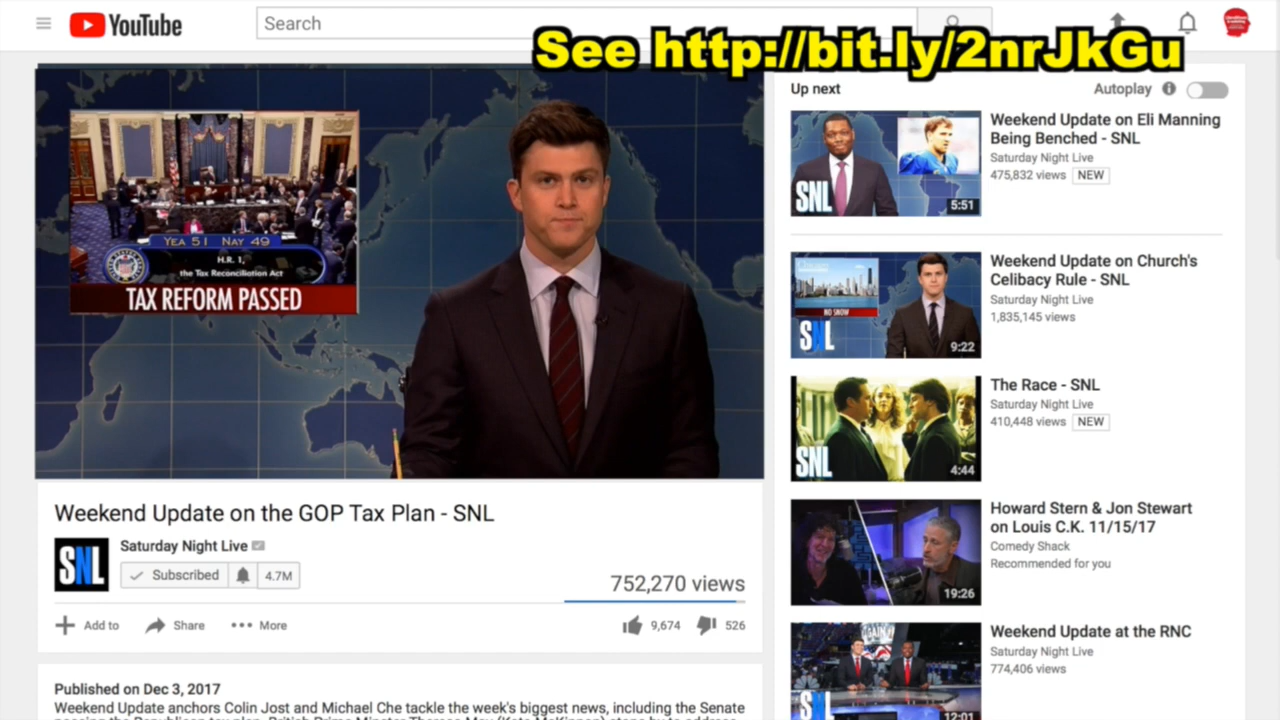 YouTube
Search
See http://bit.ly/2nrJkGu
YEA 51 NAY 49
H.R. 1,
the Tax Reconciliation Act
TAX REFORM PASSED
Weekend Update on the GOP Tax Plan - SNL
SNL
Saturday Night Live
Subscribed
4.7M
752,270 views
Add to
Share
More
9,674
526
Published on Dec 3, 2017
Weekend Update anchors Colin Jost and Michael Che tackle the week's biggest news, including the Senate
Up next
Autoplay
SNL
5:51
Weekend Update on Eli Manning
Being Benched - SNL
Saturday Night Live
475,832 views NEW
NO SNOW
SNL
9:22
Weekend Update on Church's
Celibacy Rule - SNL
Saturday Night Live
1,835,145 views
SNL
4:44
The Race - SNL
Saturday Night Live
410,448 views NEW
19:26
Howard Stern & Jon Stewart
on Louis C.K. 11/15/17
Comedy Shack
Recommended for you
SNL
12:01
Weekend Update at the RNC
Saturday Night Live
774,406 views